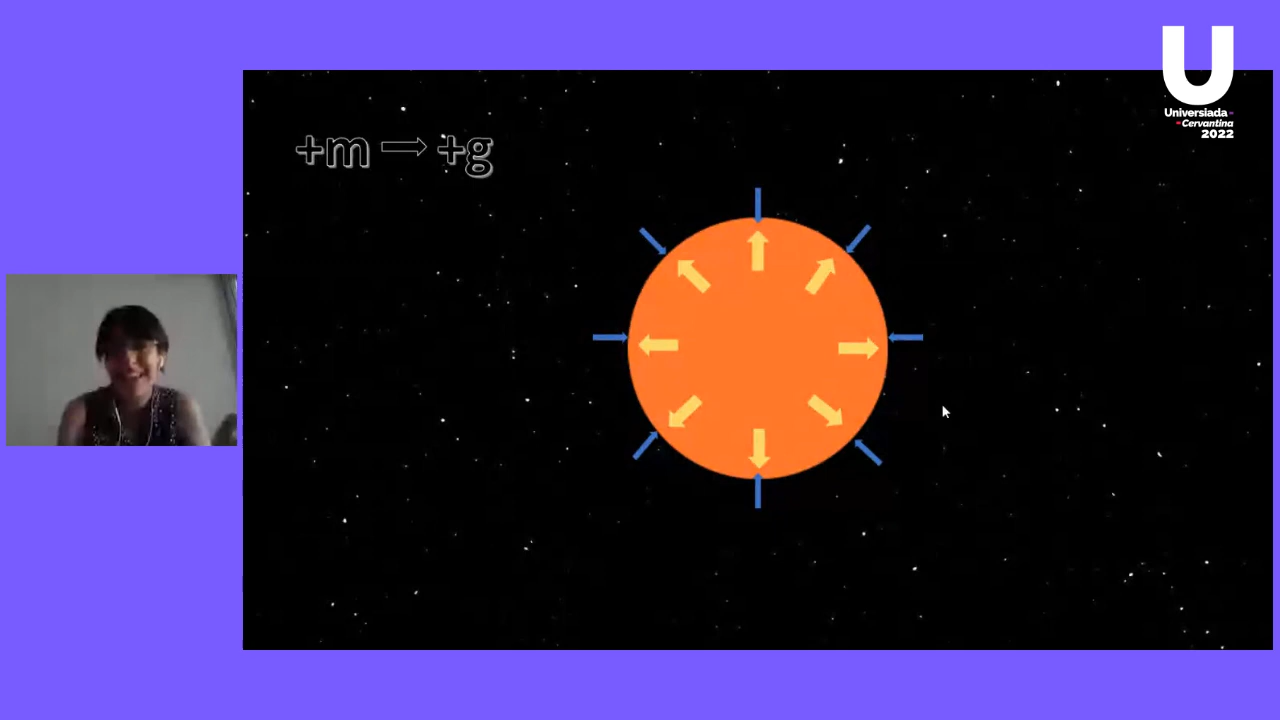 U
Universiada-
-Cervantina
2022
+m → +g